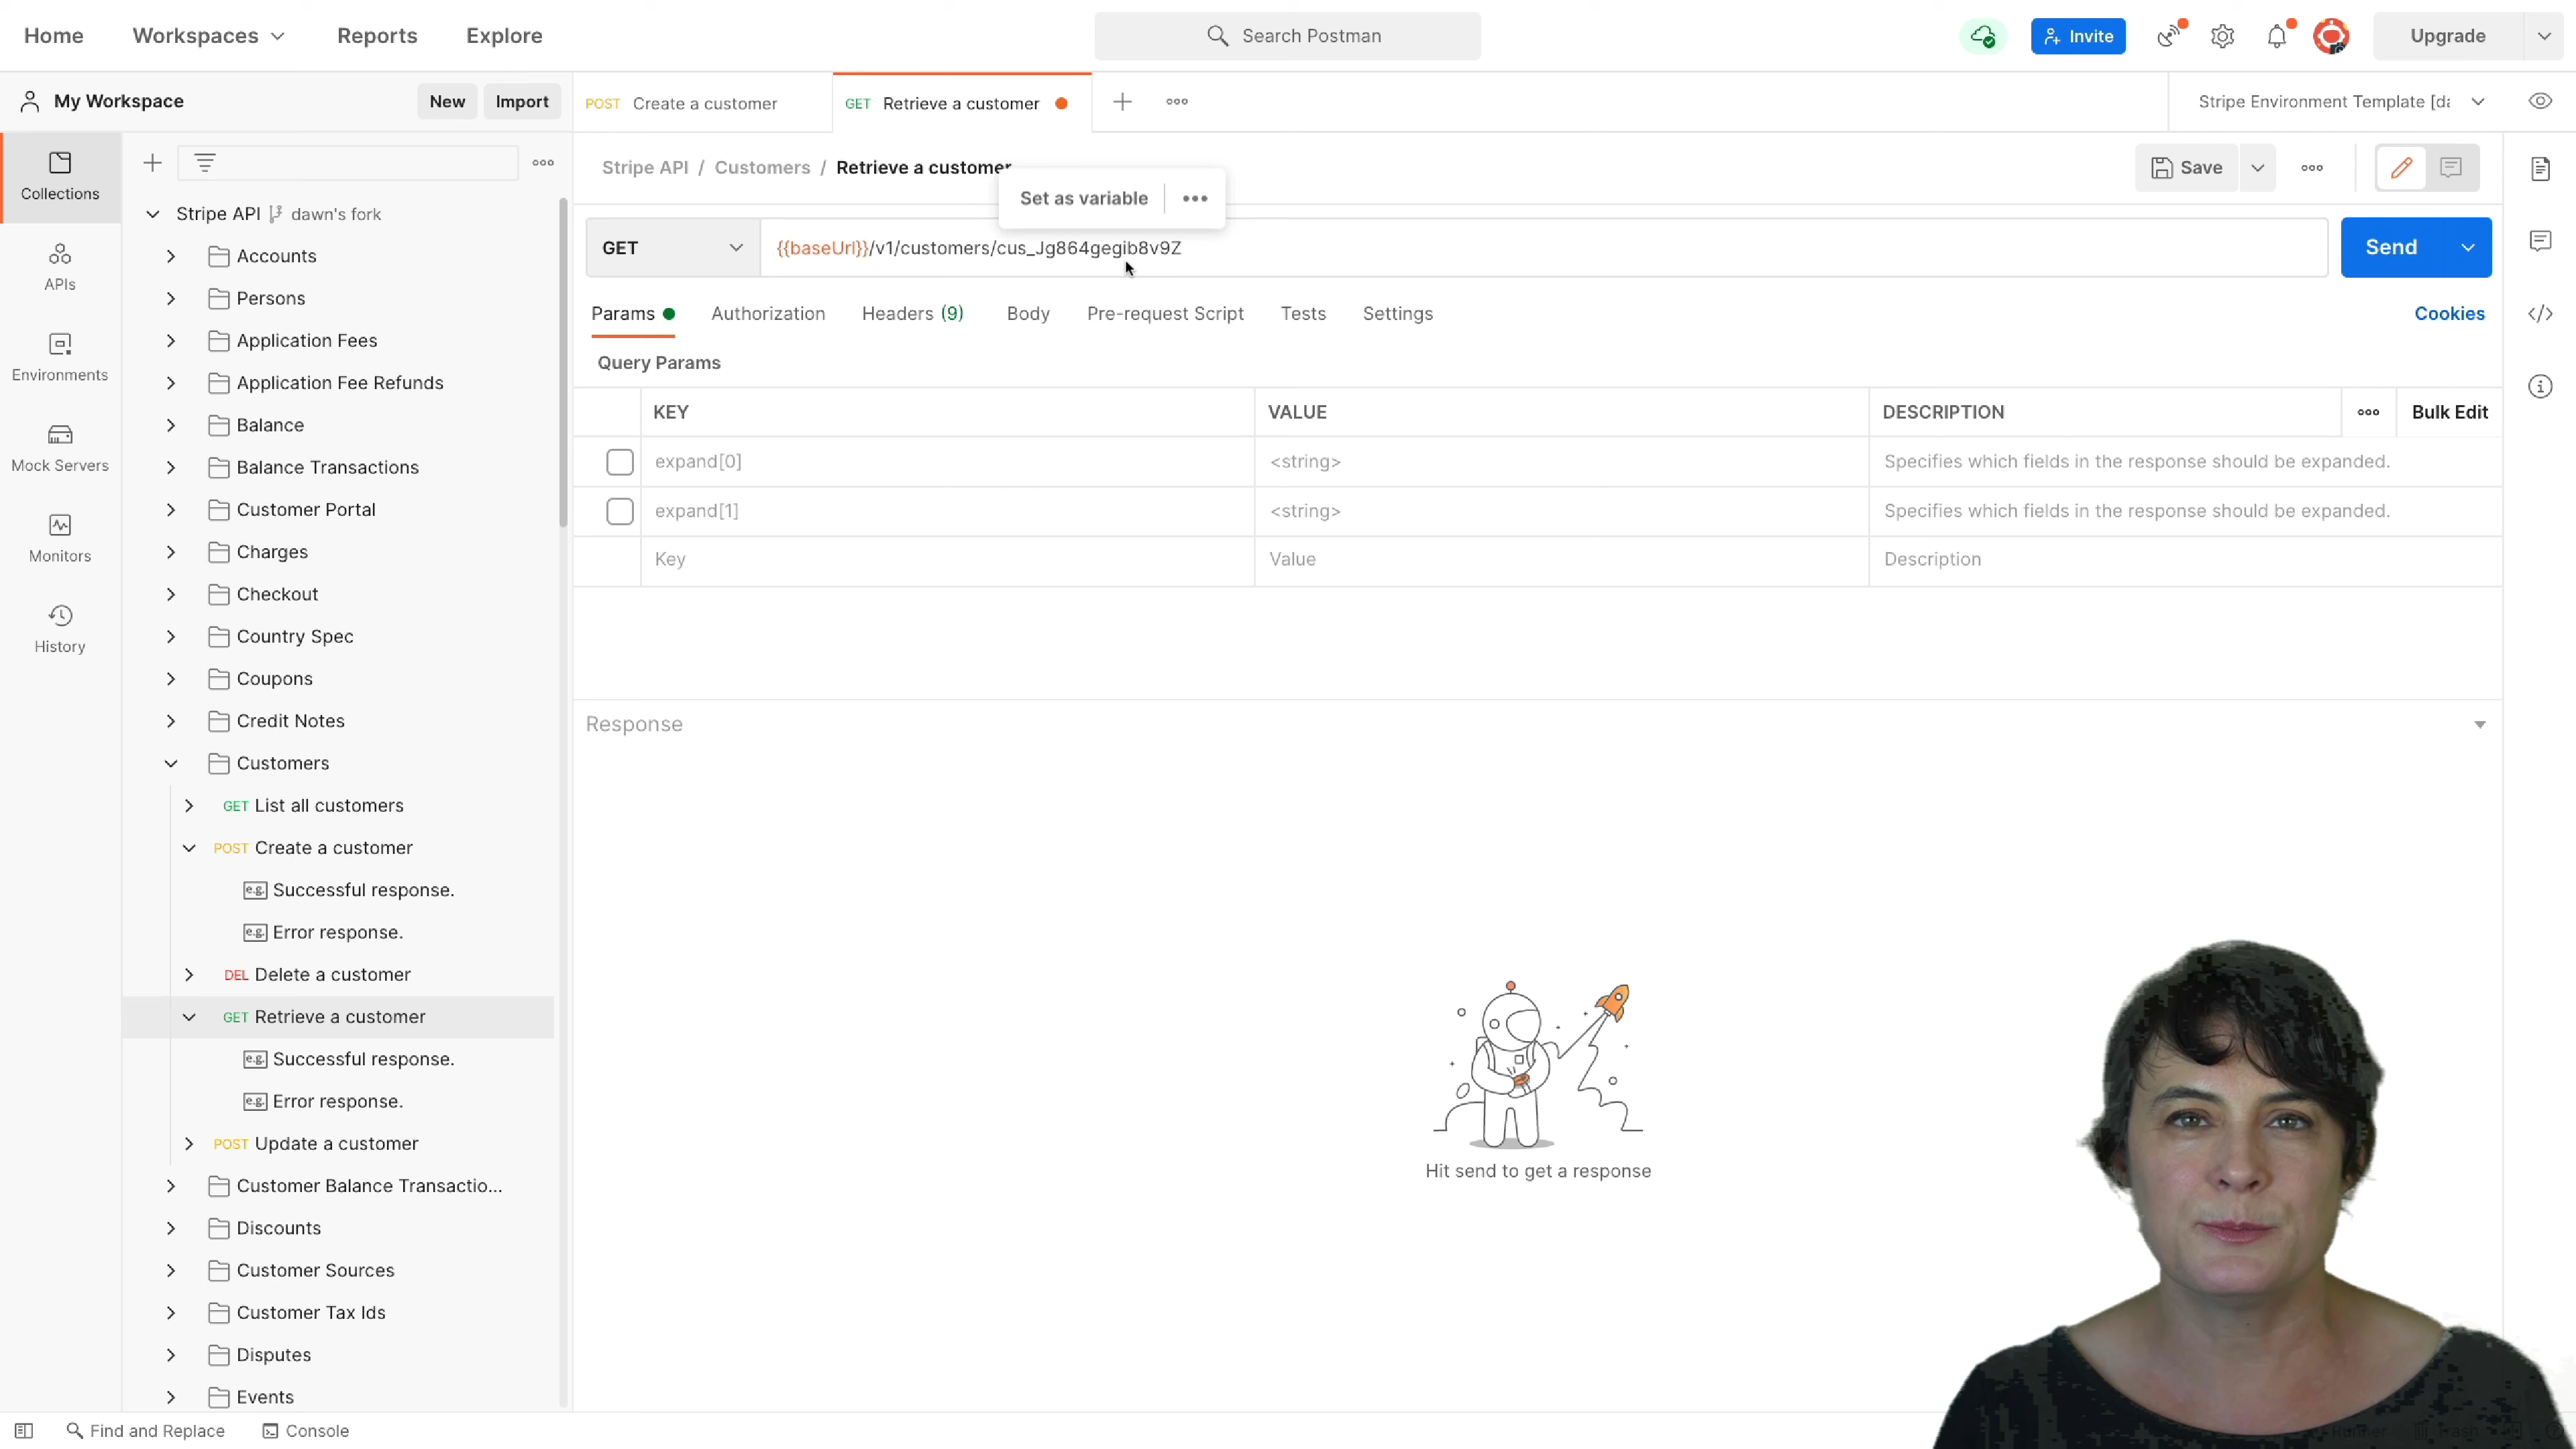 Home Workspaces Reports Explore Search Postman Invite Upgrade
My Workspace New Import POST Create a customer GET Retrieve a customer Stripe Environment Template [da
Collections
APIs
Environments
Mock Servers
Monitors
History
Stripe API dawn's fork
Accounts
Persons
Application Fees
Application Fee Refunds
Balance
Balance Transactions
Customer Portal
Charges
Checkout
Country Spec
Coupons
Credit Notes
Customers
GET List all customers
POST Create a customer
e.g. Successful response.
e.g. Error response.
DEL Delete a customer
GET Retrieve a customer
e.g. Successful response.
e.g. Error response.
POST Update a customer
Customer Balance Transactio...
Discounts
Customer Sources
Customer Tax Ids
Disputes
Events
Stripe API / Customers / Retrieve a customer Save
Set as variable
GET {{baseUrl}}/v1/customers/cus_Jg864gegib8v9Z Send
Params Authorization Headers (9) Body Pre-request Script Tests Settings Cookies
Query Params
KEY VALUE DESCRIPTION Bulk Edit
expand[0] <string> Specifies which fields in the response should be expanded.
expand[1] <string> Specifies which fields in the response should be expanded.
Key Value Description
Response
Hit send to get a response
Find and Replace Console